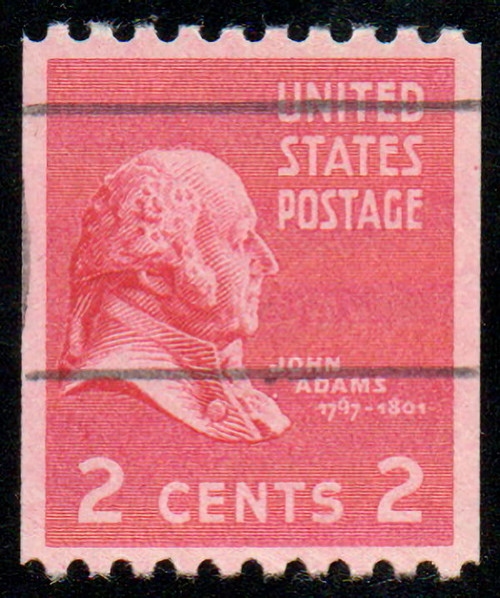 UNITED
STATES
POSTAGE
JOHN
ADAMS
1797-1801
2 CENTS 2